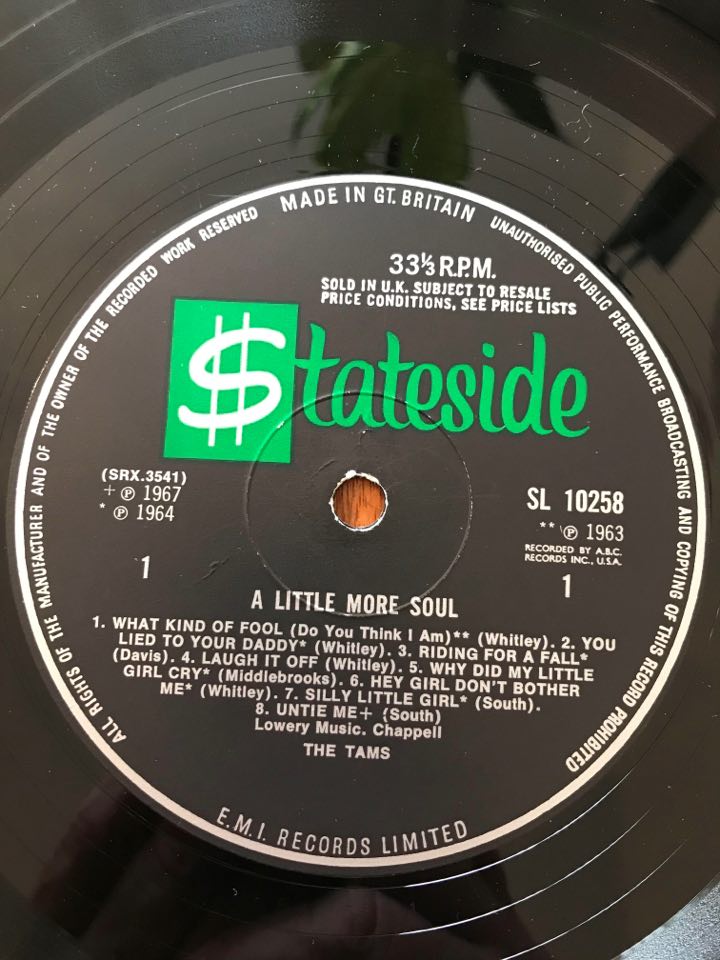 MADE IN GT. BRITAIN
UNAUTHORISED PUBLIC PERFORMANCE BROADCASTING AND COPYING OF THIS RECORD PROHIBITED
ALL RIGHTS OF THE MANUFACTURER AND OF THE OWNER OF THE RECORDED WORK RESERVED
33⅓ R.P.M.
SOLD IN U.K. SUBJECT TO RESALE
PRICE CONDITIONS, SEE PRICE LISTS
$tateside
(SRX.3541)
+ ℗ 1967
* ℗ 1964
1
SL 10258
** ℗ 1963
RECORDED BY A.B.C.
RECORDS INC., U.S.A.
1
A LITTLE MORE SOUL
1. WHAT KIND OF FOOL (Do You Think I Am)** (Whitley). 2. YOU
LIED TO YOUR DADDY* (Whitley). 3. RIDING FOR A FALL*
(Davis). 4. LAUGH IT OFF (Whitley). 5. WHY DID MY LITTLE
GIRL CRY* (Middlebrooks). 6. HEY GIRL DON'T BOTHER
ME* (Whitley). 7. SILLY LITTLE GIRL* (South).
8. UNTIE ME+ (South)
Lowery Music. Chappell
THE TAMS
E.M.I. RECORDS LIMITED